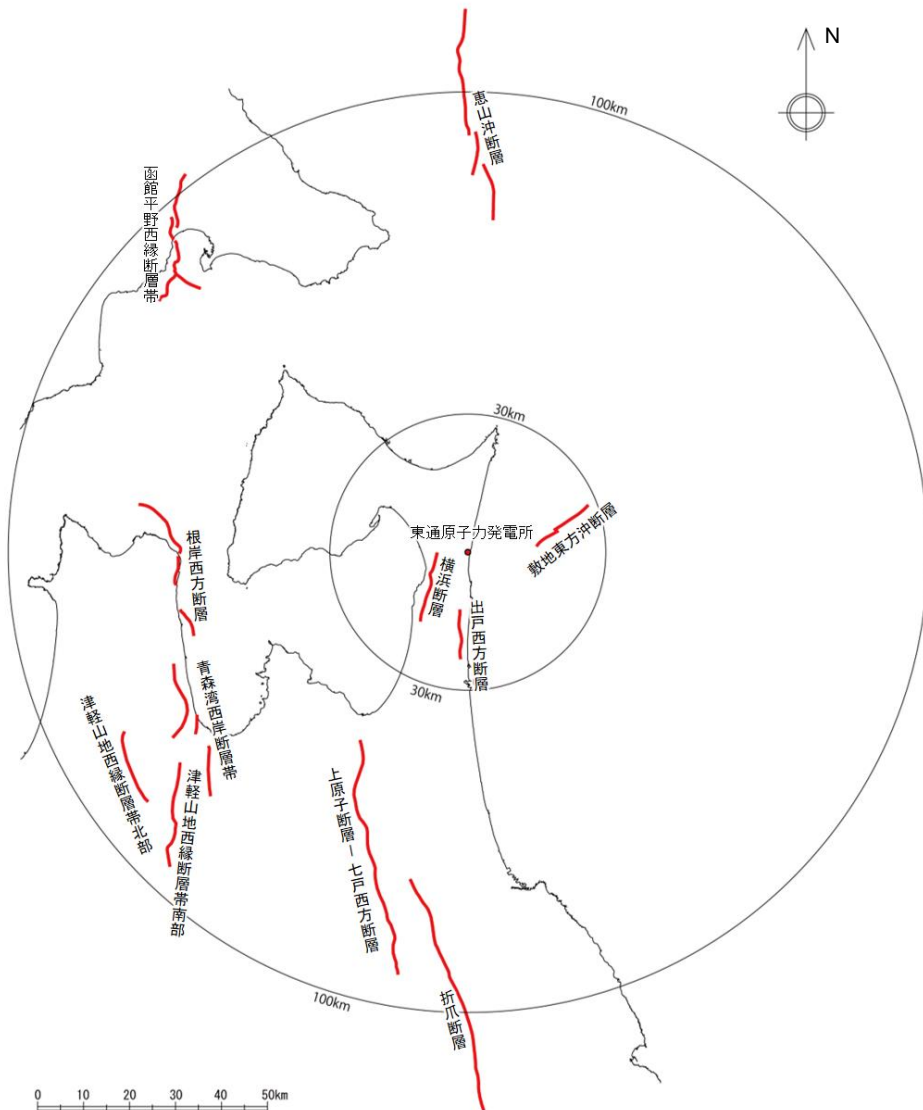 N
100km
恵山沖断層
函館平野西縁断層帯
30km
東通原子力発電所
敷地東方沖断層
横浜断層
出戸西方断層
30km
根岸西方断層
青森湾西岸断層帯
津軽山地西縁断層帯北部
津軽山地西縁断層帯南部
上原子断層－七戸西方断層
折爪断層
100km
0 10 20 30 40 50km